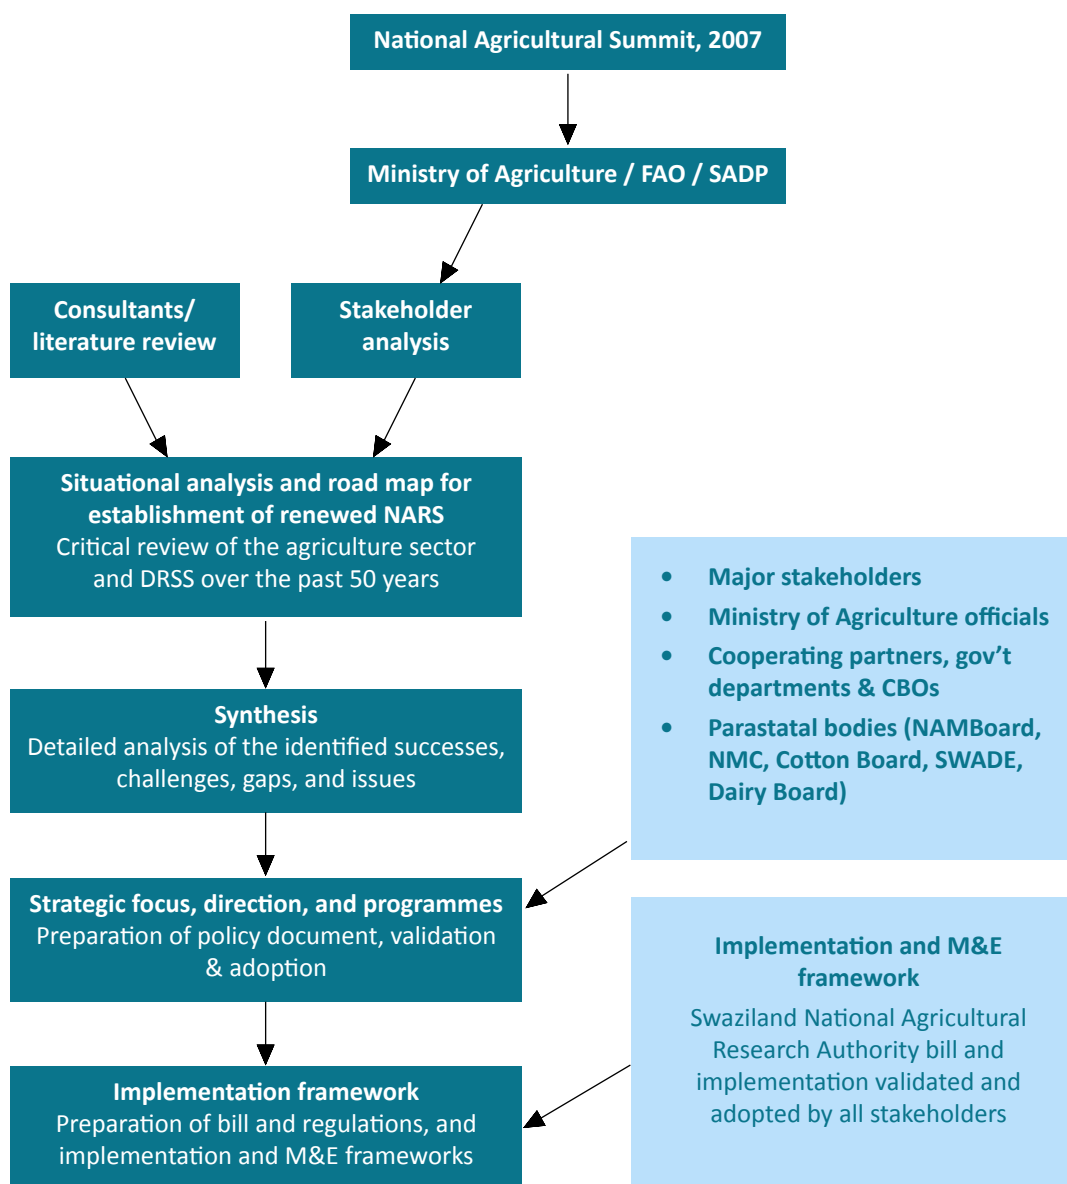 National Agricultural Summit, 2007
Ministry of Agriculture / FAO / SADP
Consultants/
literature review
Stakeholder
analysis
Situational analysis and road map for
establishment of renewed NARS
Critical review of the agriculture sector
and DRSS over the past 50 years
Synthesis
Detailed analysis of the identified successes,
challenges, gaps, and issues
Strategic focus, direction, and programmes
Preparation of policy document, validation
& adoption
Implementation framework
Preparation of bill and regulations, and
implementation and M&E frameworks
• Major stakeholders
• Ministry of Agriculture officials
• Cooperating partners, gov’t
departments & CBOs
• Parastatal bodies (NAMBoard,
NMC, Cotton Board, SWADE,
Dairy Board)
Implementation and M&E
framework
Swaziland National Agricultural
Research Authority bill and
implementation validated and
adopted by all stakeholders